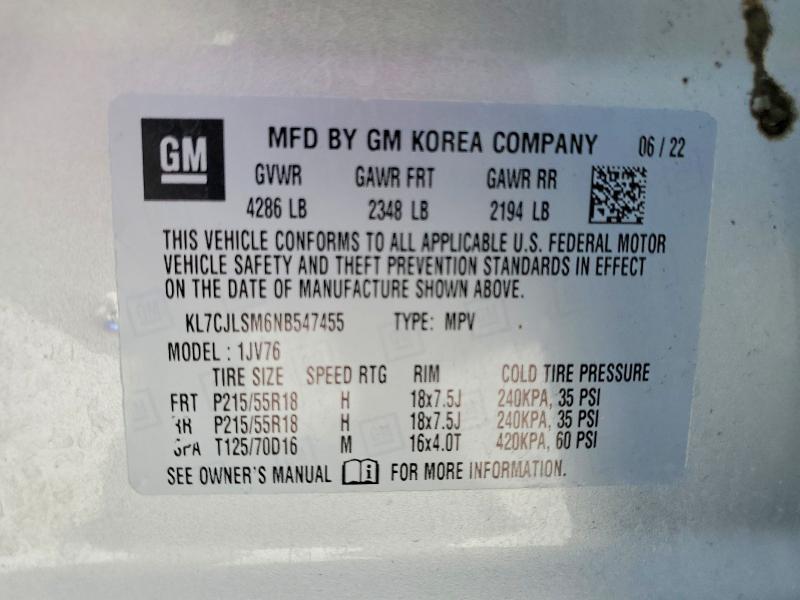 GM MFD BY GM KOREA COMPANY 06 / 22
GVWR GAWR FRT GAWR RR
4286 LB 2348 LB 2194 LB
THIS VEHICLE CONFORMS TO ALL APPLICABLE U.S. FEDERAL MOTOR
VEHICLE SAFETY AND THEFT PREVENTION STANDARDS IN EFFECT
ON THE DATE OF MANUFACTURE SHOWN ABOVE.
KL7CJLSM6NB547455 TYPE: MPV
MODEL : 1JV76
TIRE SIZE SPEED RTG RIM COLD TIRE PRESSURE
FRT P215/55R18 H 18x7.5J 240KPA, 35 PSI
RR P215/55R18 H 18x7.5J 240KPA, 35 PSI
SPA T125/70D16 M 16x4.0T 420KPA, 60 PSI
SEE OWNER'S MANUAL i FOR MORE INFORMATION.